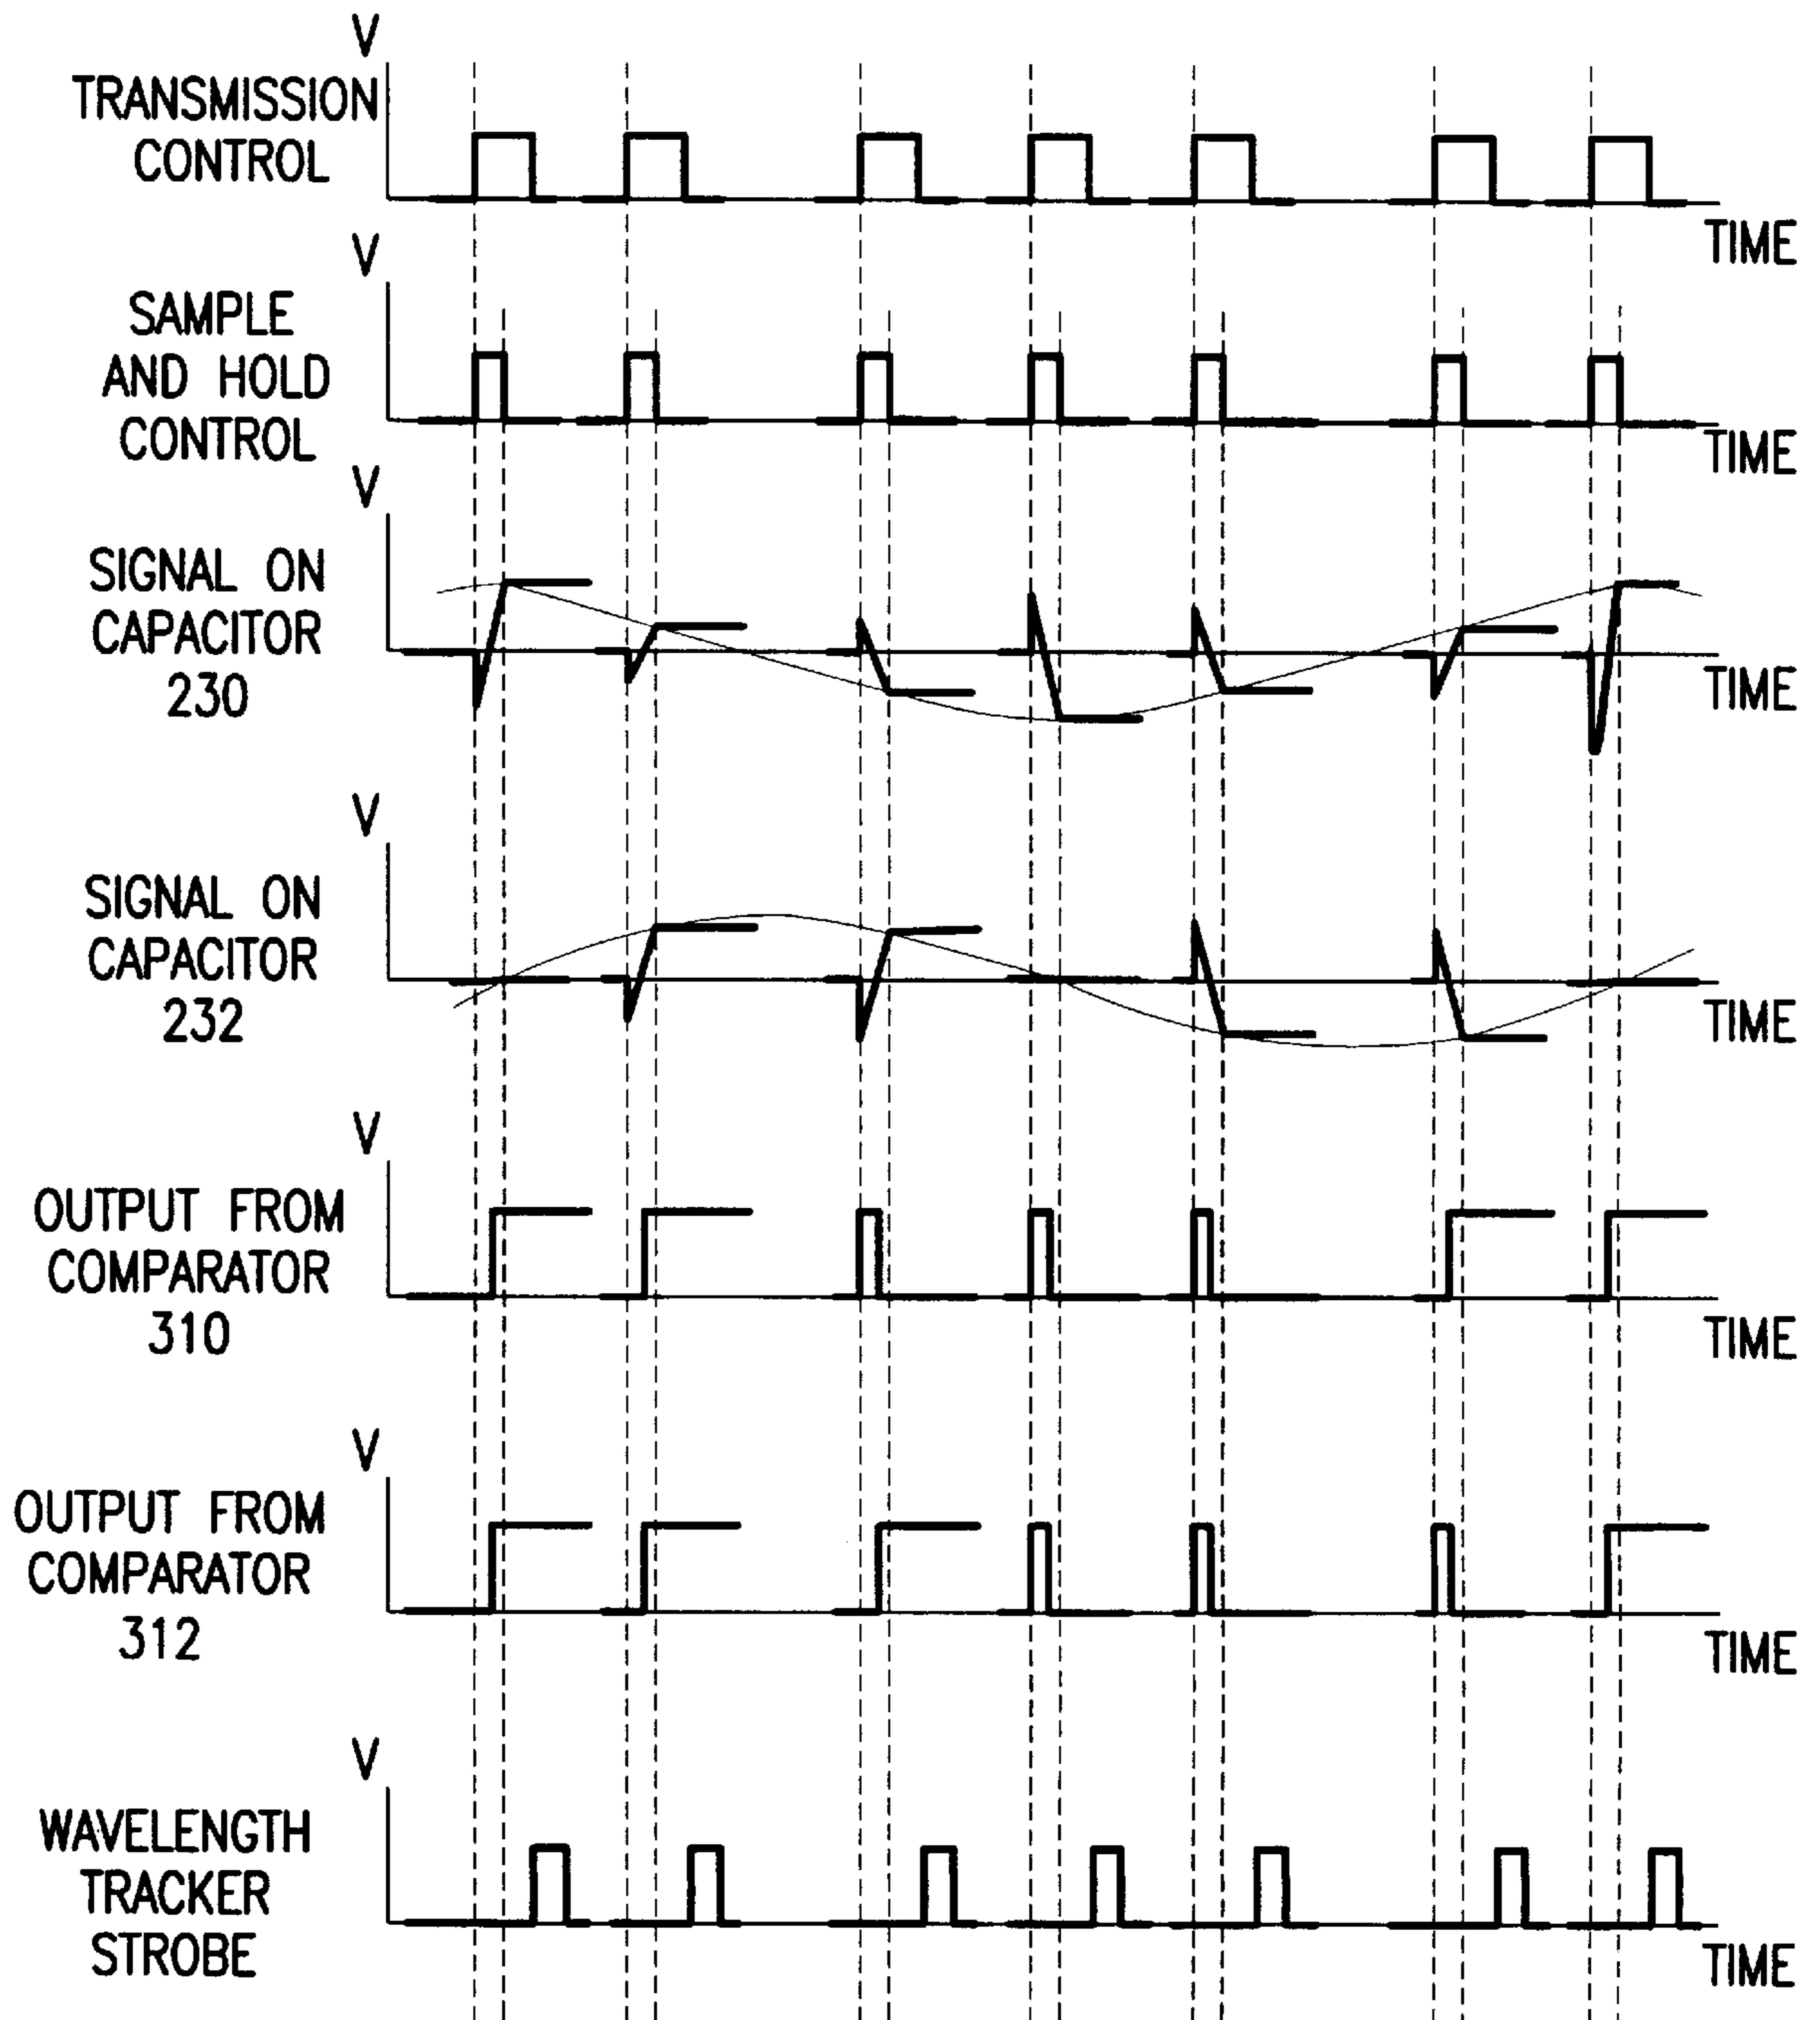 V
TRANSMISSION
CONTROL
TIME
V
SAMPLE
AND HOLD
CONTROL
TIME
V
SIGNAL ON
CAPACITOR
230
TIME
V
SIGNAL ON
CAPACITOR
232
TIME
V
OUTPUT FROM
COMPARATOR
310
TIME
V
OUTPUT FROM
COMPARATOR
312
TIME
V
WAVELENGTH
TRACKER
STROBE
TIME